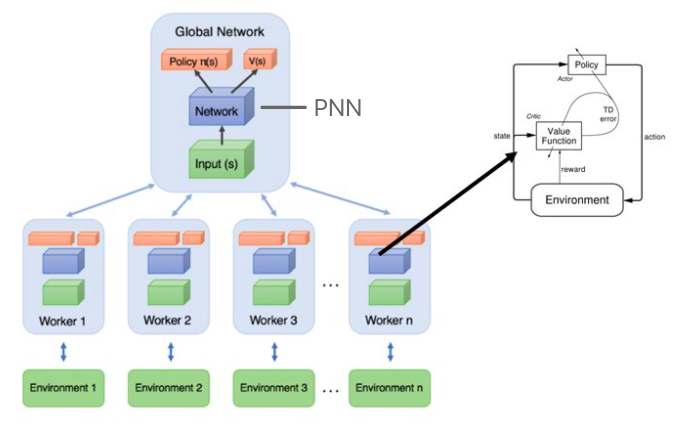 Global Network
Policy π(s)
V(s)
Network
PNN
Input (s)
Worker 1
Worker 2
Worker 3
...
Worker n
Environment 1
Environment 2
Environment 3
...
Environment n
Policy
Actor
TD
error
Critic
Value
Function
state
action
reward
Environment